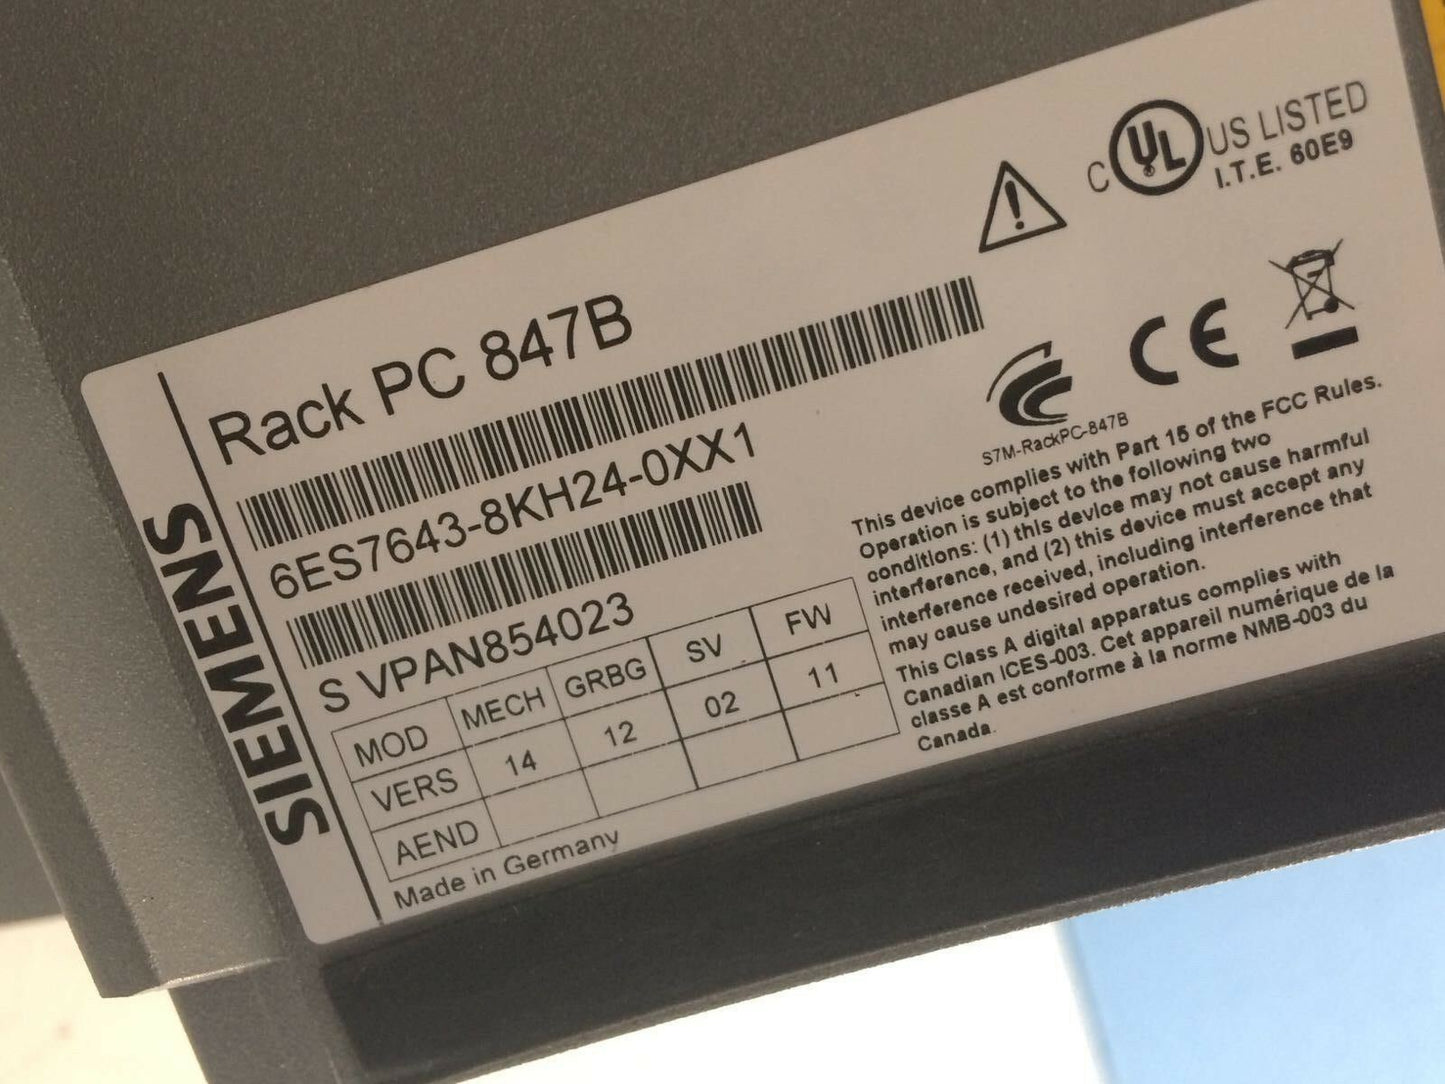 SIEMENS
Rack PC 847B
6ES7643-8KH24-0XX1
S VPAN854023
MOD MECH GRBG SV FW
VERS 14 12 02 11
AEND
Made in Germany
C UL US LISTED
I.T.E. 60E9
CE
S7M-RackPC-847B
This device complies with Part 15 of the FCC Rules.
Operation is subject to the following two
conditions: (1) this device may not cause harmful
interference, and (2) this device must accept any
interference received, including interference that
may cause undesired operation.
This Class A digital apparatus complies with
Canadian ICES-003. Cet appareil numérique de la
classe A est conforme à la norme NMB-003 du
Canada.